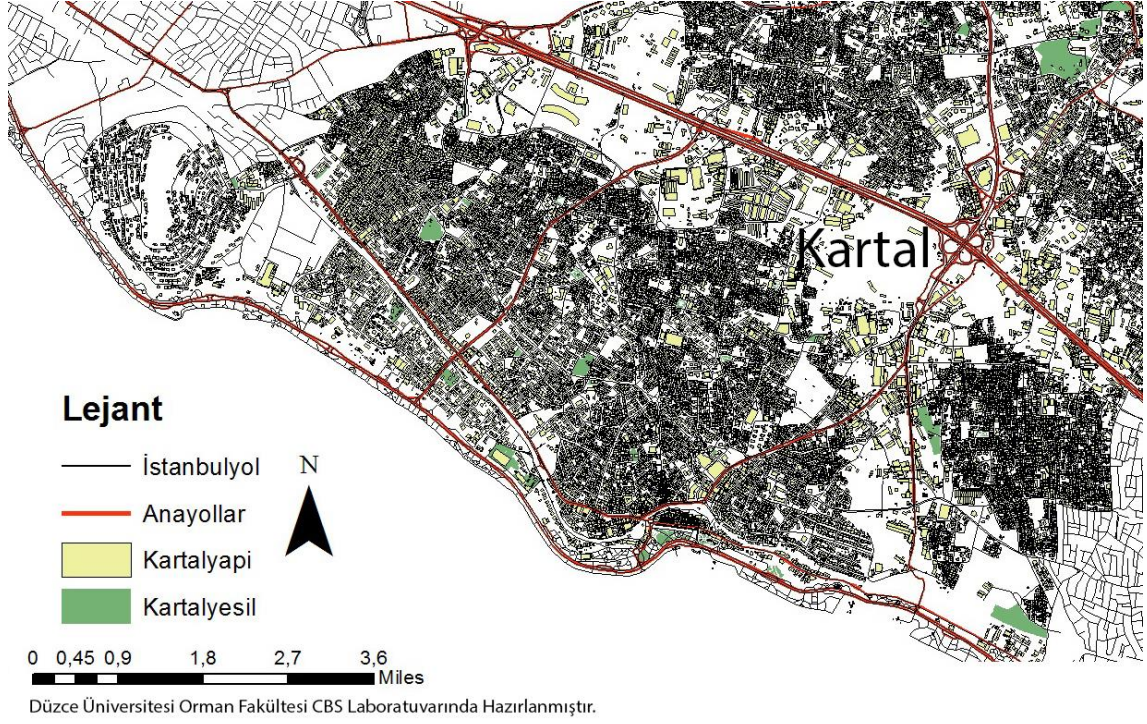 Kartal
Lejant
İstanbulyol
N
Anayollar
Kartalyapi
Kartalyesil
0 0,45 0,9 1,8 2,7 3,6
Miles
Düzce Üniversitesi Orman Fakültesi CBS Laboratuvarında Hazırlanmıştır.